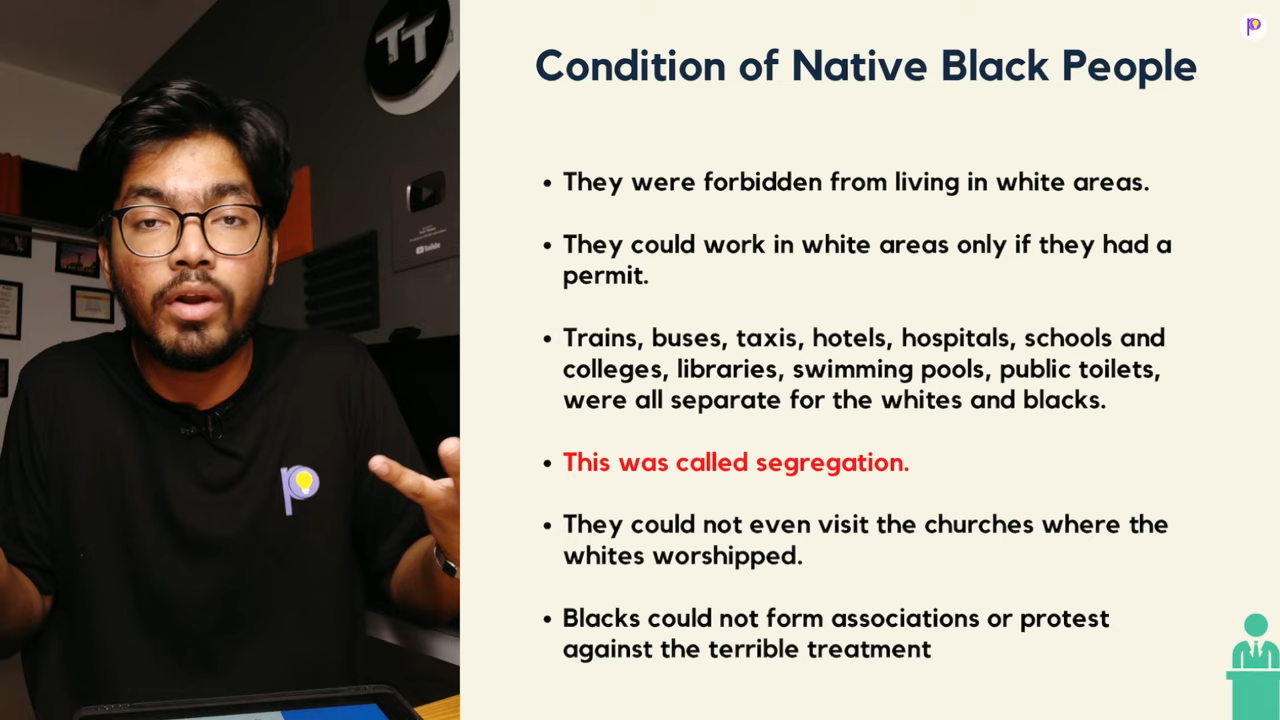 TT
YouTube
Condition of Native Black People
• They were forbidden from living in white areas.
• They could work in white areas only if they had a
permit.
• Trains, buses, taxis, hotels, hospitals, schools and
colleges, libraries, swimming pools, public toilets,
were all separate for the whites and blacks.
• This was called segregation.
• They could not even visit the churches where the
whites worshipped.
• Blacks could not form associations or protest
against the terrible treatment